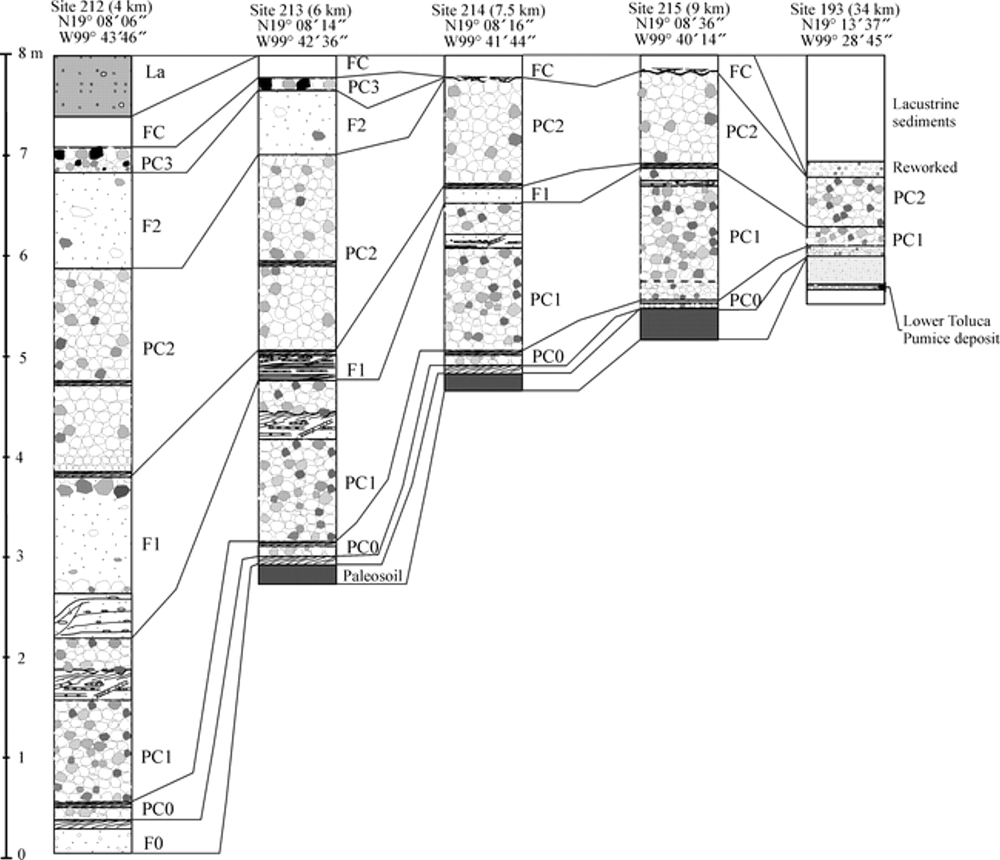 Site 212 (4 km)
N19° 08´06˝
W99° 43´46˝
Site 213 (6 km)
N19° 08´14˝
W99° 42´36˝
Site 214 (7.5 km)
N19° 08´16˝
W99° 41´44˝
Site 215 (9 km)
N19° 08´36˝
W99° 40´14˝
Site 193 (34 km)
N19° 13´37˝
W99° 28´45˝
8 m
7
6
5
4
3
2
1
0
La
FC
PC3
F2
PC2
F1
PC1
PC0
F0
FC
PC3
F2
PC2
F1
PC1
PC0
Paleosoil
FC
PC2
F1
PC1
PC0
FC
PC2
PC1
PC0
Lacustrine
sediments
Reworked
PC2
PC1
Lower Toluca
Pumice deposit